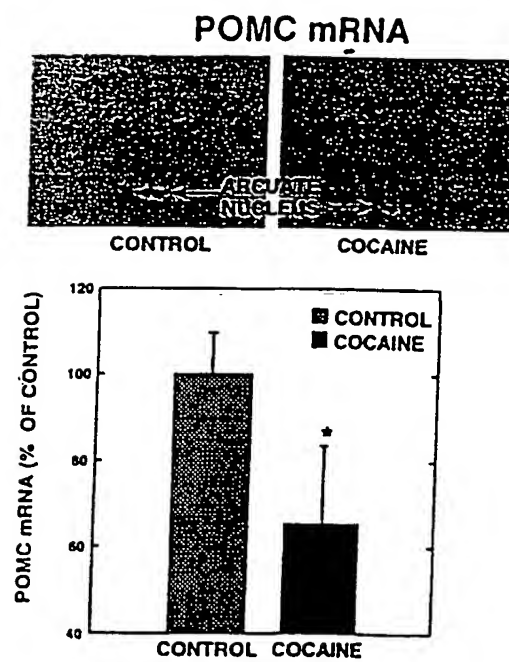 POMC mRNA
ARCUATE
NUCLEUS
CONTROL COCAINE
POMC mRNA (% OF CONTROL)
120
100
80
60
40
CONTROL
COCAINE
*
CONTROL COCAINE